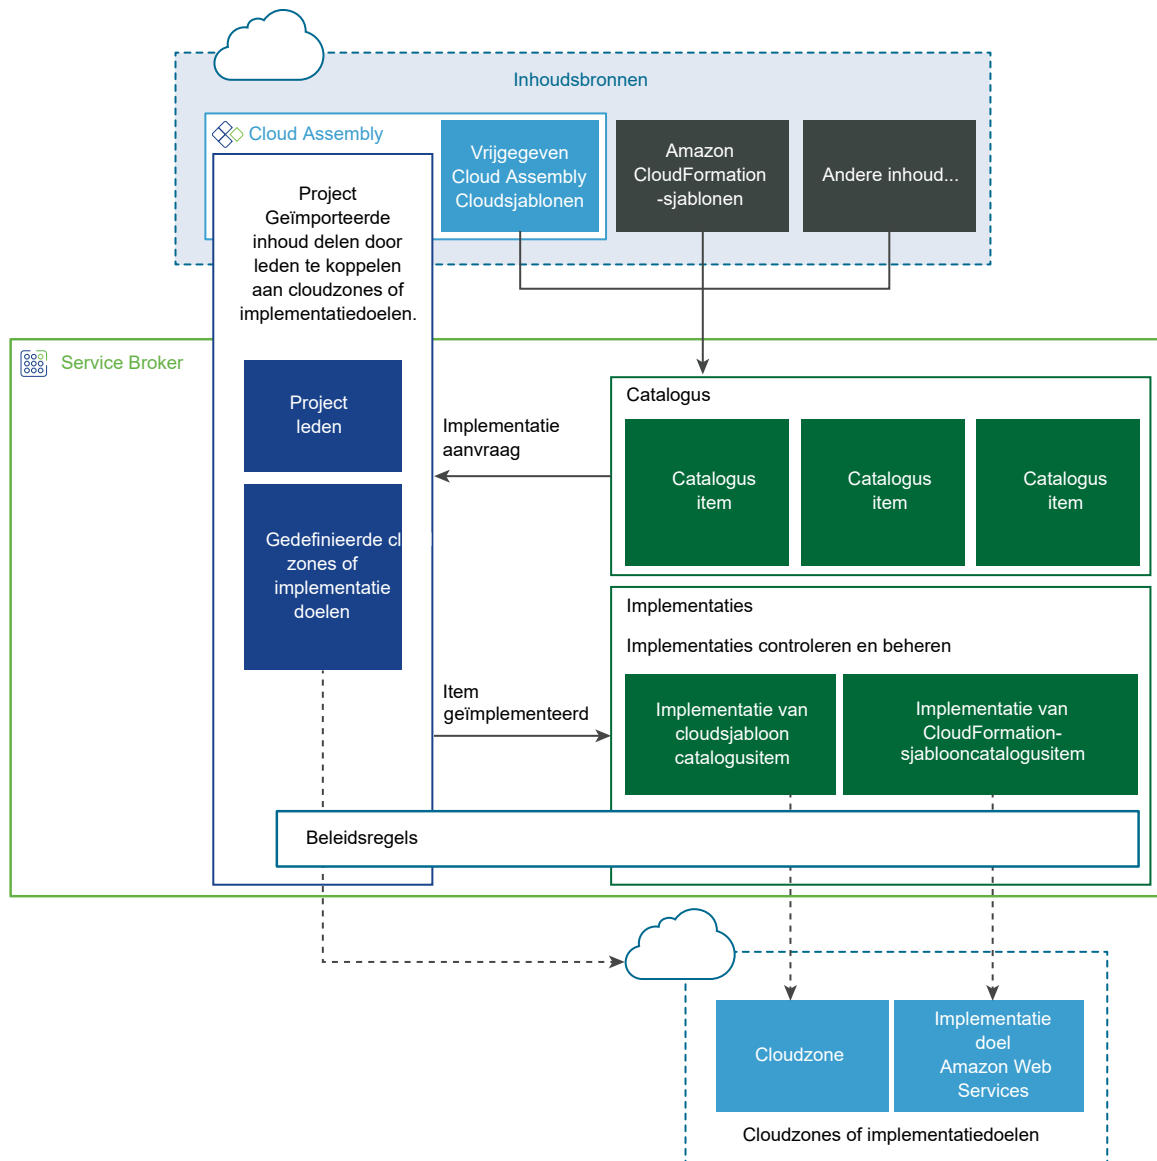 Inhoudsbronnen
Cloud Assembly
Vrijgegeven
Cloud Assembly
Cloudsjablonen
Amazon
CloudFormation
-sjablonen
Andere inhoud...
Project
Geïmporteerde
inhoud delen door
leden te koppelen
aan cloudzones of
implementatiedoelen.
Service Broker
Project
leden
Gedefinieerde cl
zones of
implementatie
doelen
Implementatie
aanvraag
Catalogus
Catalogus
item
Catalogus
item
Catalogus
item
Implementaties
Implementaties controleren en beheren
Item
geïmplementeerd
Implementatie van
cloudsjabloon
catalogusitem
Implementatie van
CloudFormation-
sjablooncatalogusitem
Beleidsregels
Cloudzone
Implementatie
doel
Amazon Web
Services
Cloudzones of implementatiedoelen